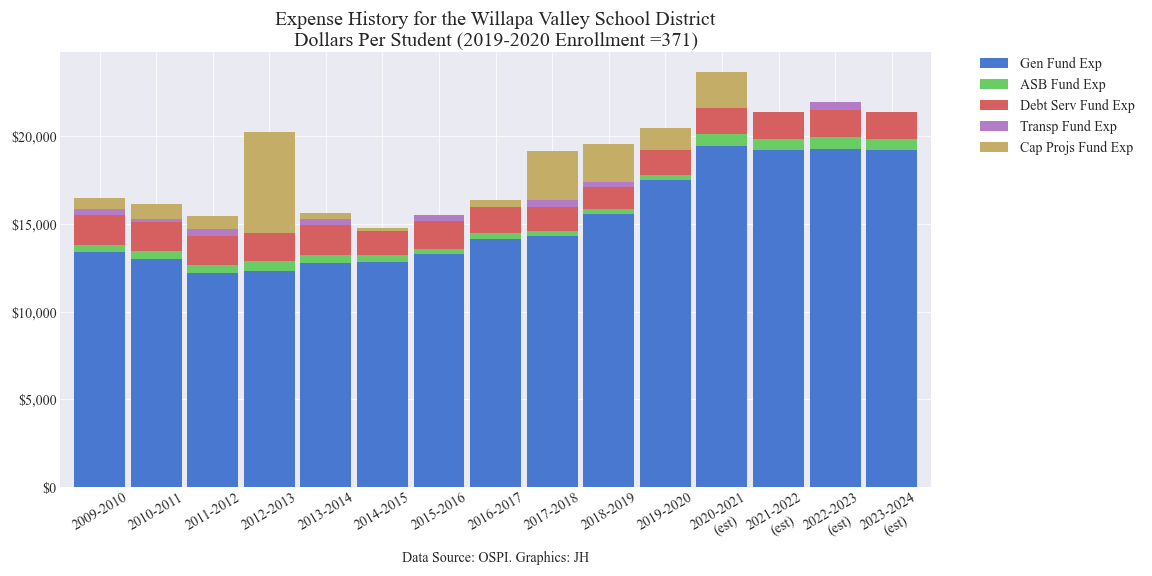 Expense History for the Willapa Valley School District
Dollars Per Student (2019-2020 Enrollment =371)
Gen Fund Exp
ASB Fund Exp
Debt Serv Fund Exp
Transp Fund Exp
Cap Projs Fund Exp
$20,000
$15,000
$10,000
$5,000
$0
2009-2010
2010-2011
2011-2012
2012-2013
2013-2014
2014-2015
2015-2016
2016-2017
2017-2018
2018-2019
2019-2020
2020-2021
(est)
2021-2022
(est)
2022-2023
(est)
2023-2024
(est)
Data Source: OSPI. Graphics: JH